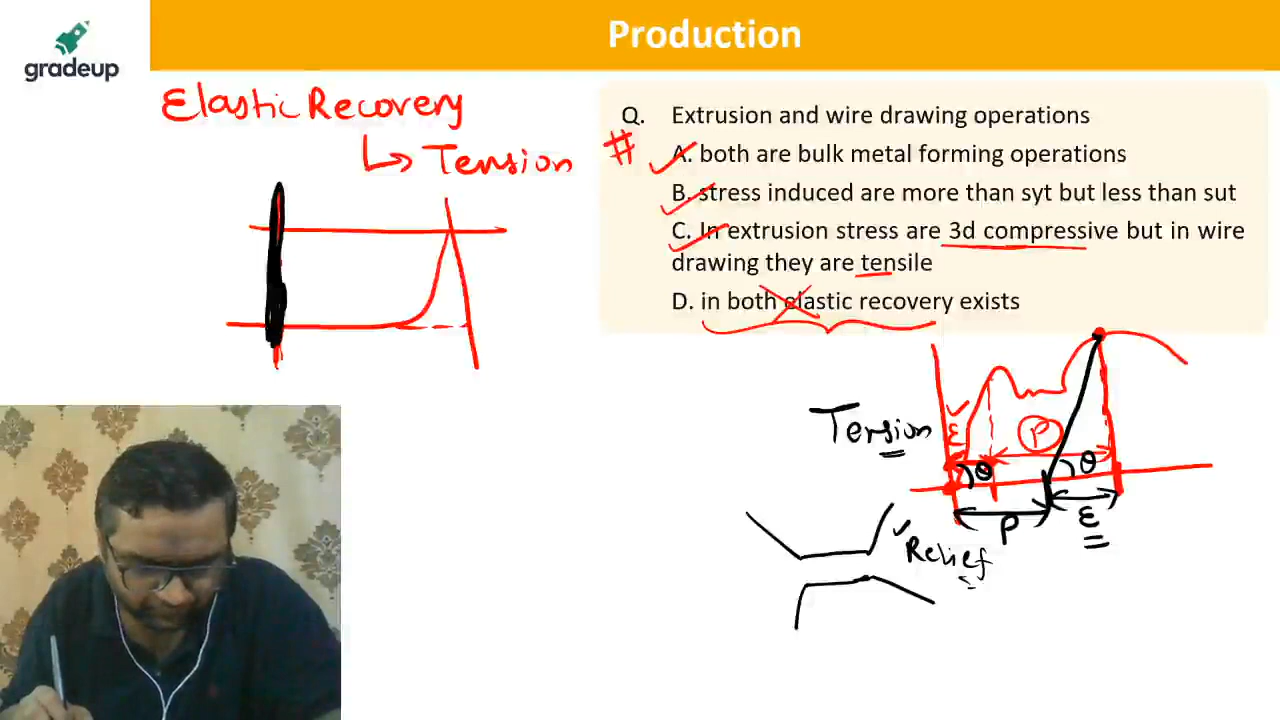 Production
gradeup
Elastic Recovery
↳ Tension
Q. Extrusion and wire drawing operations
# A. both are bulk metal forming operations
B. stress induced are more than syt but less than sut
C. In extrusion stress are 3d compressive but in wire
drawing they are tensile
D. in both elastic recovery exists
Tension
ε
P
θ
θ
P
ε
Relief